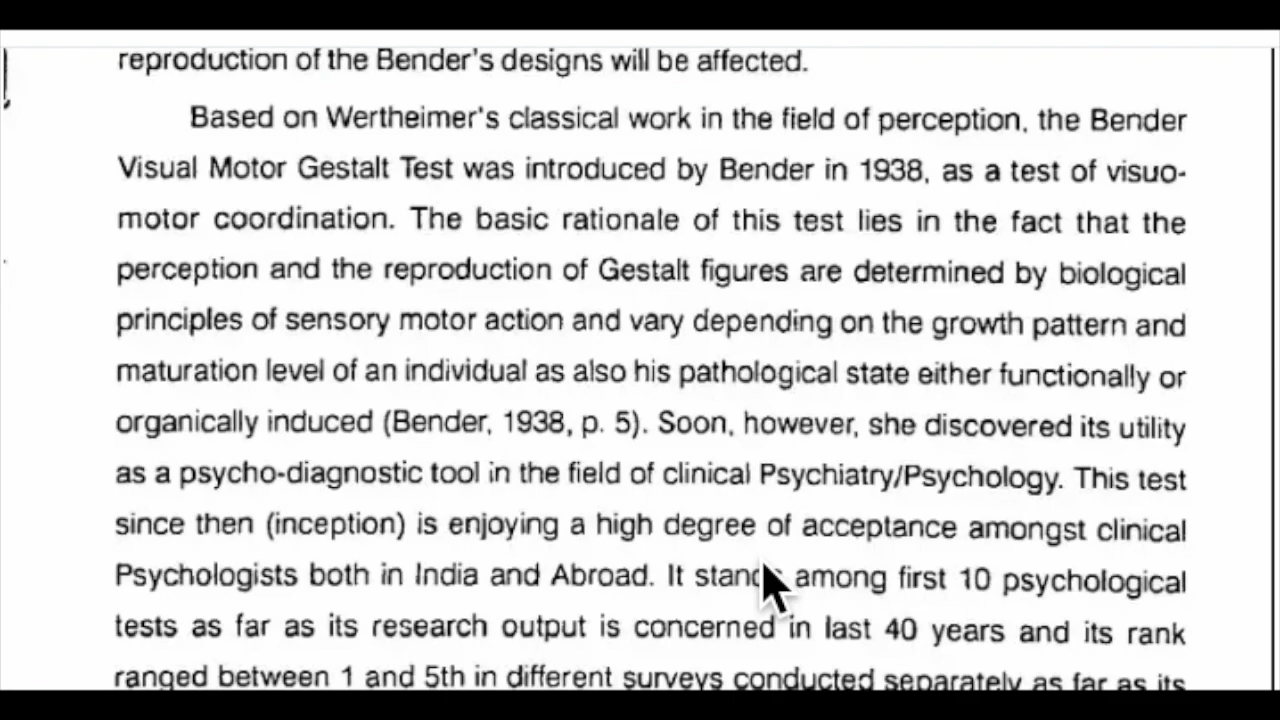 reproduction of the Bender's designs will be affected.
Based on Wertheimer's classical work in the field of perception, the Bender
Visual Motor Gestalt Test was introduced by Bender in 1938, as a test of visuo-
motor coordination. The basic rationale of this test lies in the fact that the
perception and the reproduction of Gestalt figures are determined by biological
principles of sensory motor action and vary depending on the growth pattern and
maturation level of an individual as also his pathological state either functionally or
organically induced (Bender, 1938, p. 5). Soon, however, she discovered its utility
as a psycho-diagnostic tool in the field of clinical Psychiatry/Psychology. This test
since then (inception) is enjoying a high degree of acceptance amongst clinical
Psychologists both in India and Abroad. It stands among first 10 psychological
tests as far as its research output is concerned in last 40 years and its rank
ranged between 1 and 5th in different surveys conducted separately as far as its